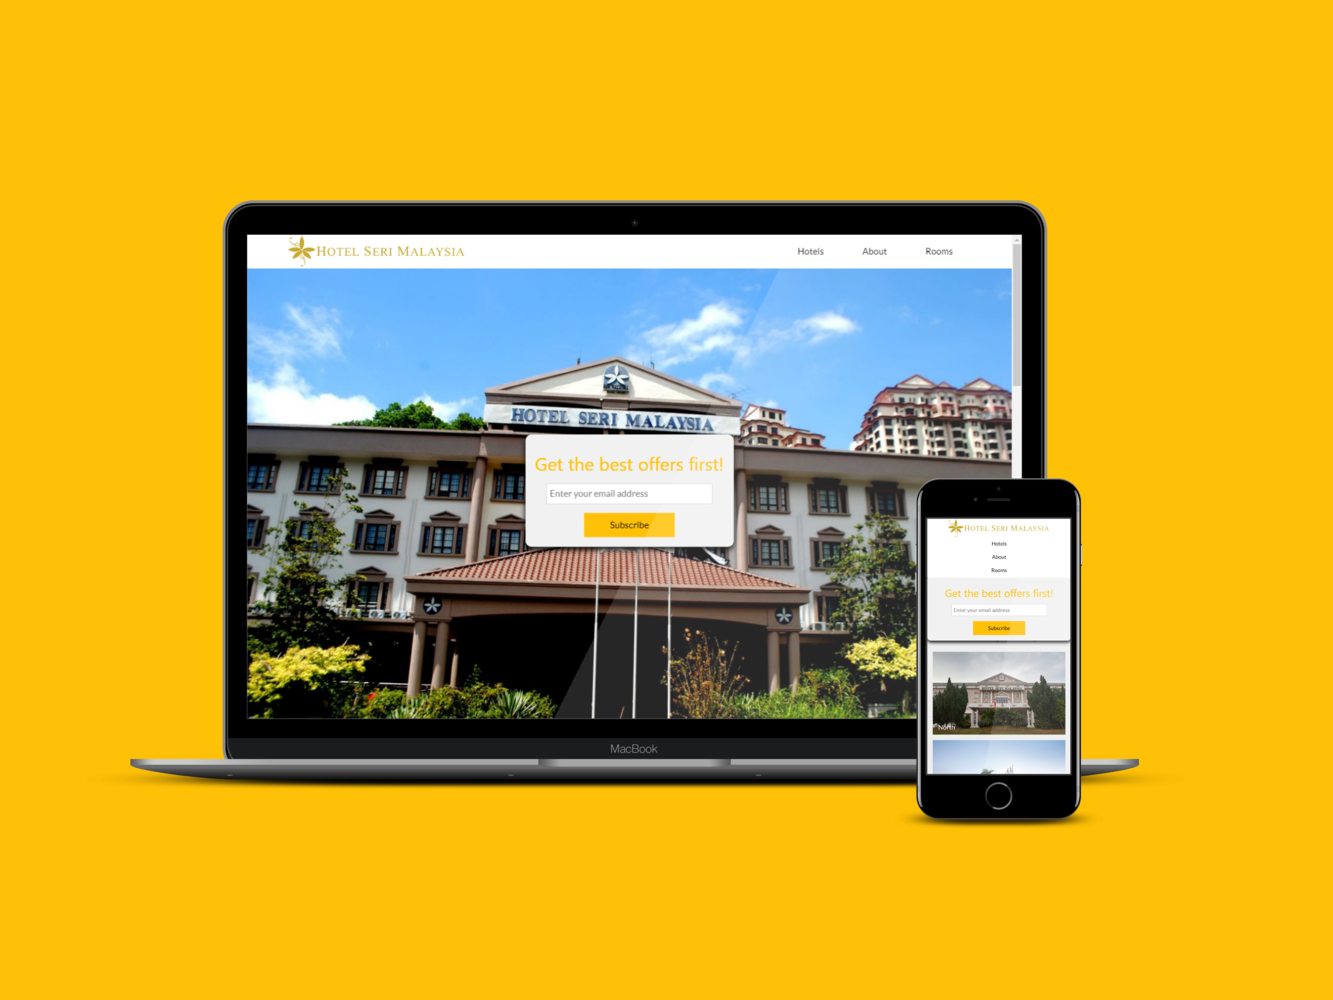 HOTEL SERI MALAYSIA
Hotels
About
Rooms
HOTEL SERI MALAYSIA
Get the best offers first!
Enter your email address
Subscribe
MacBook
HOTEL SERI MALAYSIA
Hotels
About
Rooms
Get the best offers first!
Enter your email address
Subscribe
North